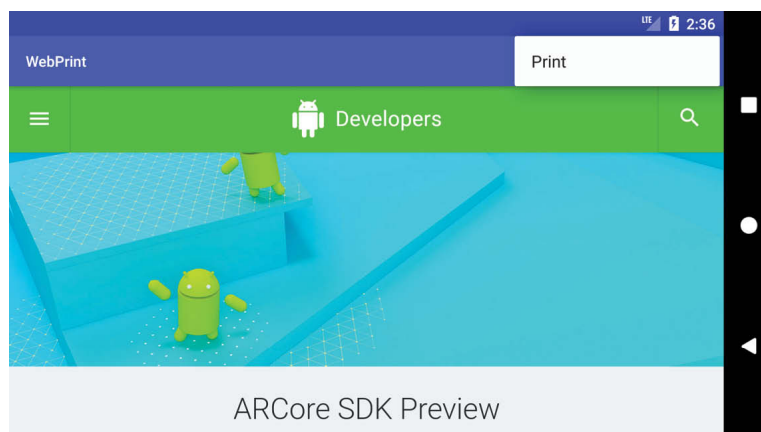 LTE 2:36
WebPrint
Print
Developers
ARCore SDK Preview